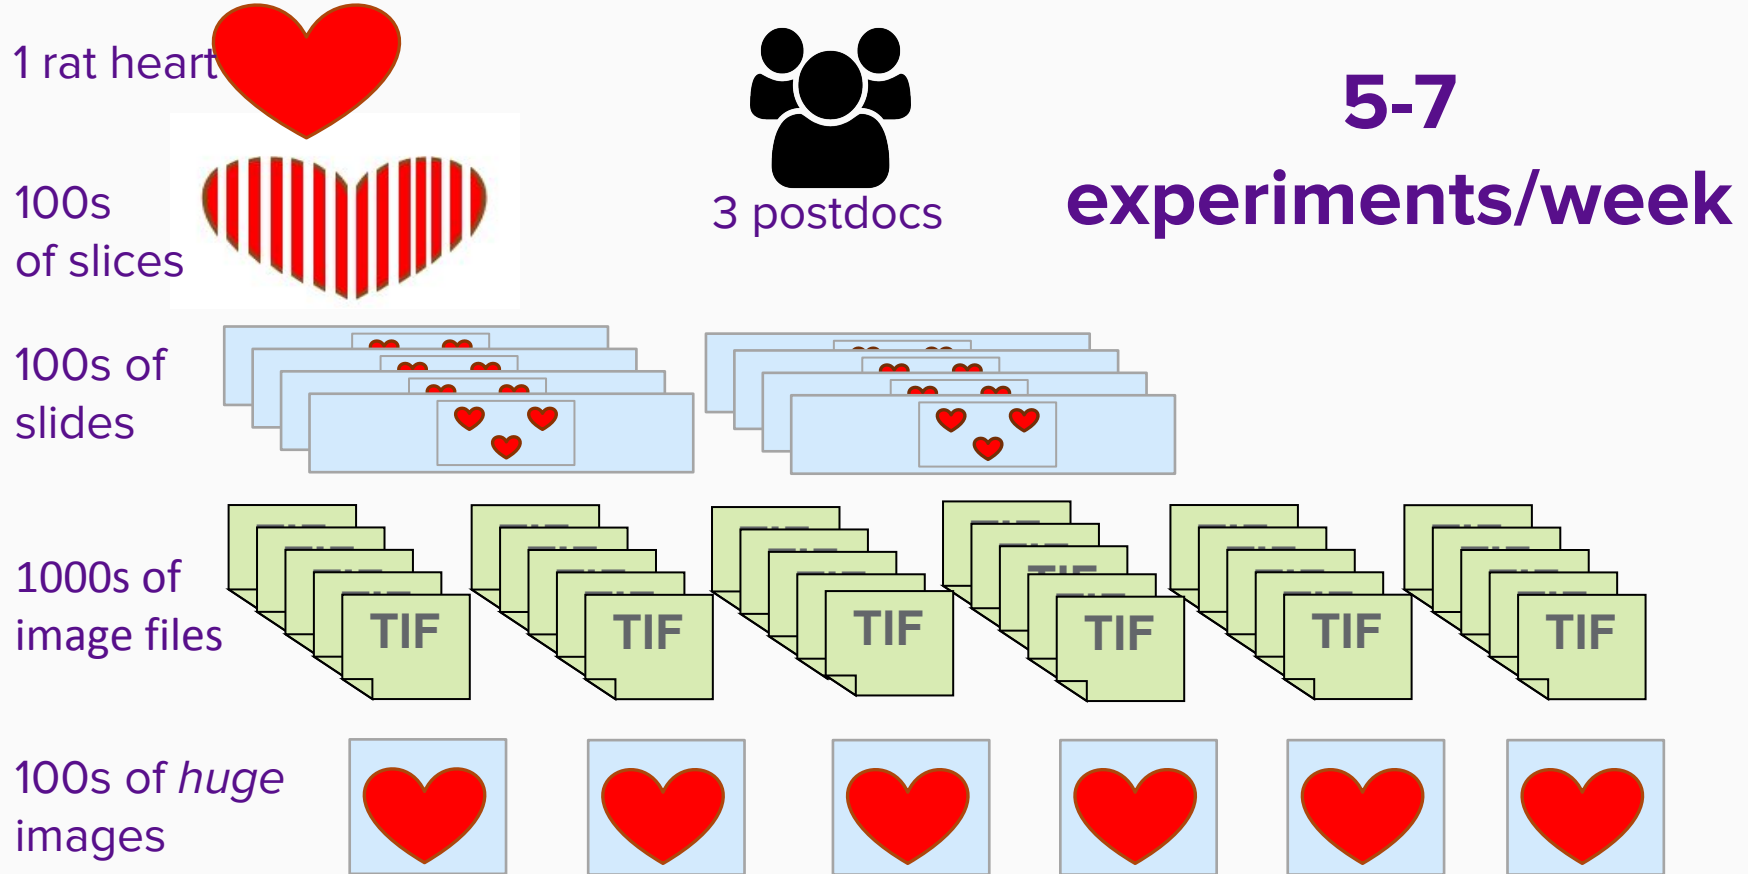 1 rat heart
3 postdocs
5-7
experiments/week
100s
of slices
100s of
slides
1000s of
image files
TIF
TIF TIF TIF TIF TIF TIF
100s of huge
images